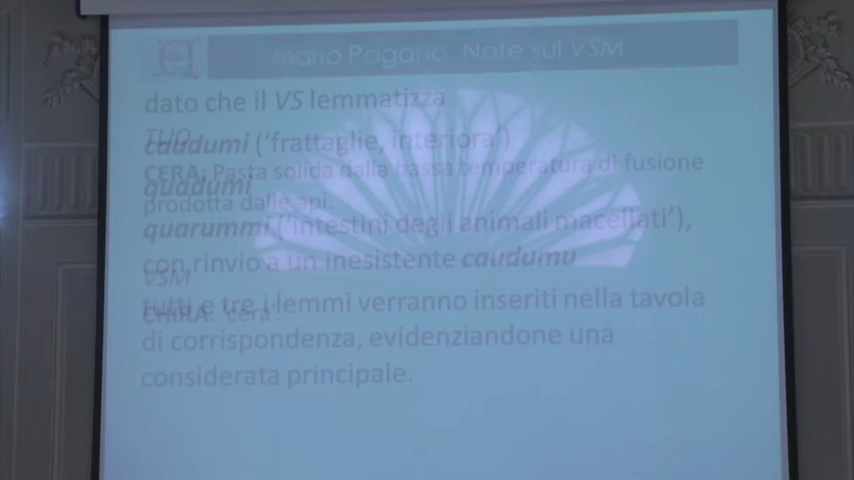 Mario Pagano Note sul VSM
dato che il VS lemmatizza
TLIO
caudumi (‘frattaglie, interiora’)
CERA: Pasta solida dalla bassa temperatura di fusione
quadumi
prodotta dalle api.
quarummi (‘intestini degli animali macellati’),
con rinvio a un inesistente caudumu
VSM
tutti e tre i lemmi verranno inseriti nella tavola
CHIRA: ‘cera’.
di corrispondenza, evidenziandone una
considerata principale.